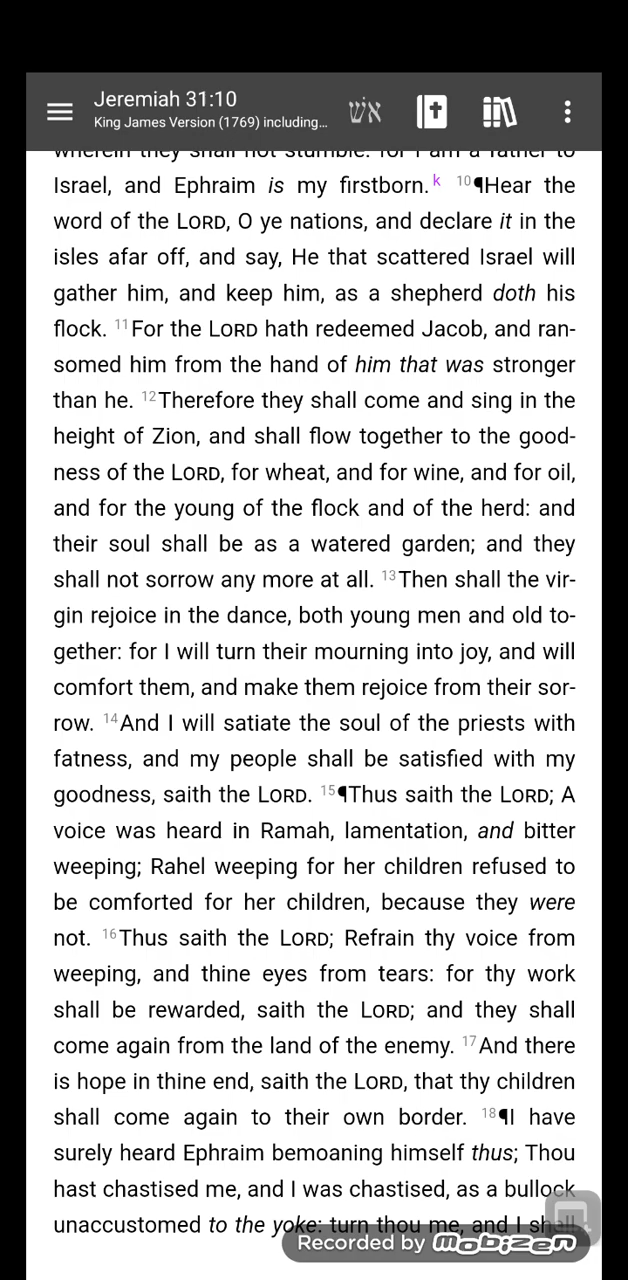 Jeremiah 31:10
King James Version (1769) including...
אש
wherein they shall not stumble: for I am a father to
Israel, and Ephraim is my firstborn.k 10¶Hear the
word of the LORD, O ye nations, and declare it in the
isles afar off, and say, He that scattered Israel will
gather him, and keep him, as a shepherd doth his
flock. 11For the LORD hath redeemed Jacob, and ran-
somed him from the hand of him that was stronger
than he. 12Therefore they shall come and sing in the
height of Zion, and shall flow together to the good-
ness of the LORD, for wheat, and for wine, and for oil,
and for the young of the flock and of the herd: and
their soul shall be as a watered garden; and they
shall not sorrow any more at all. 13Then shall the vir-
gin rejoice in the dance, both young men and old to-
gether: for I will turn their mourning into joy, and will
comfort them, and make them rejoice from their sor-
row. 14And I will satiate the soul of the priests with
fatness, and my people shall be satisfied with my
goodness, saith the LORD. 15¶Thus saith the LORD; A
voice was heard in Ramah, lamentation, and bitter
weeping; Rahel weeping for her children refused to
be comforted for her children, because they were
not. 16Thus saith the LORD; Refrain thy voice from
weeping, and thine eyes from tears: for thy work
shall be rewarded, saith the LORD; and they shall
come again from the land of the enemy. 17And there
is hope in thine end, saith the LORD, that thy children
shall come again to their own border. 18¶I have
surely heard Ephraim bemoaning himself thus; Thou
hast chastised me, and I was chastised, as a bullock
unaccustomed to the yoke: turn thou me, and I shall
Recorded by mobizen